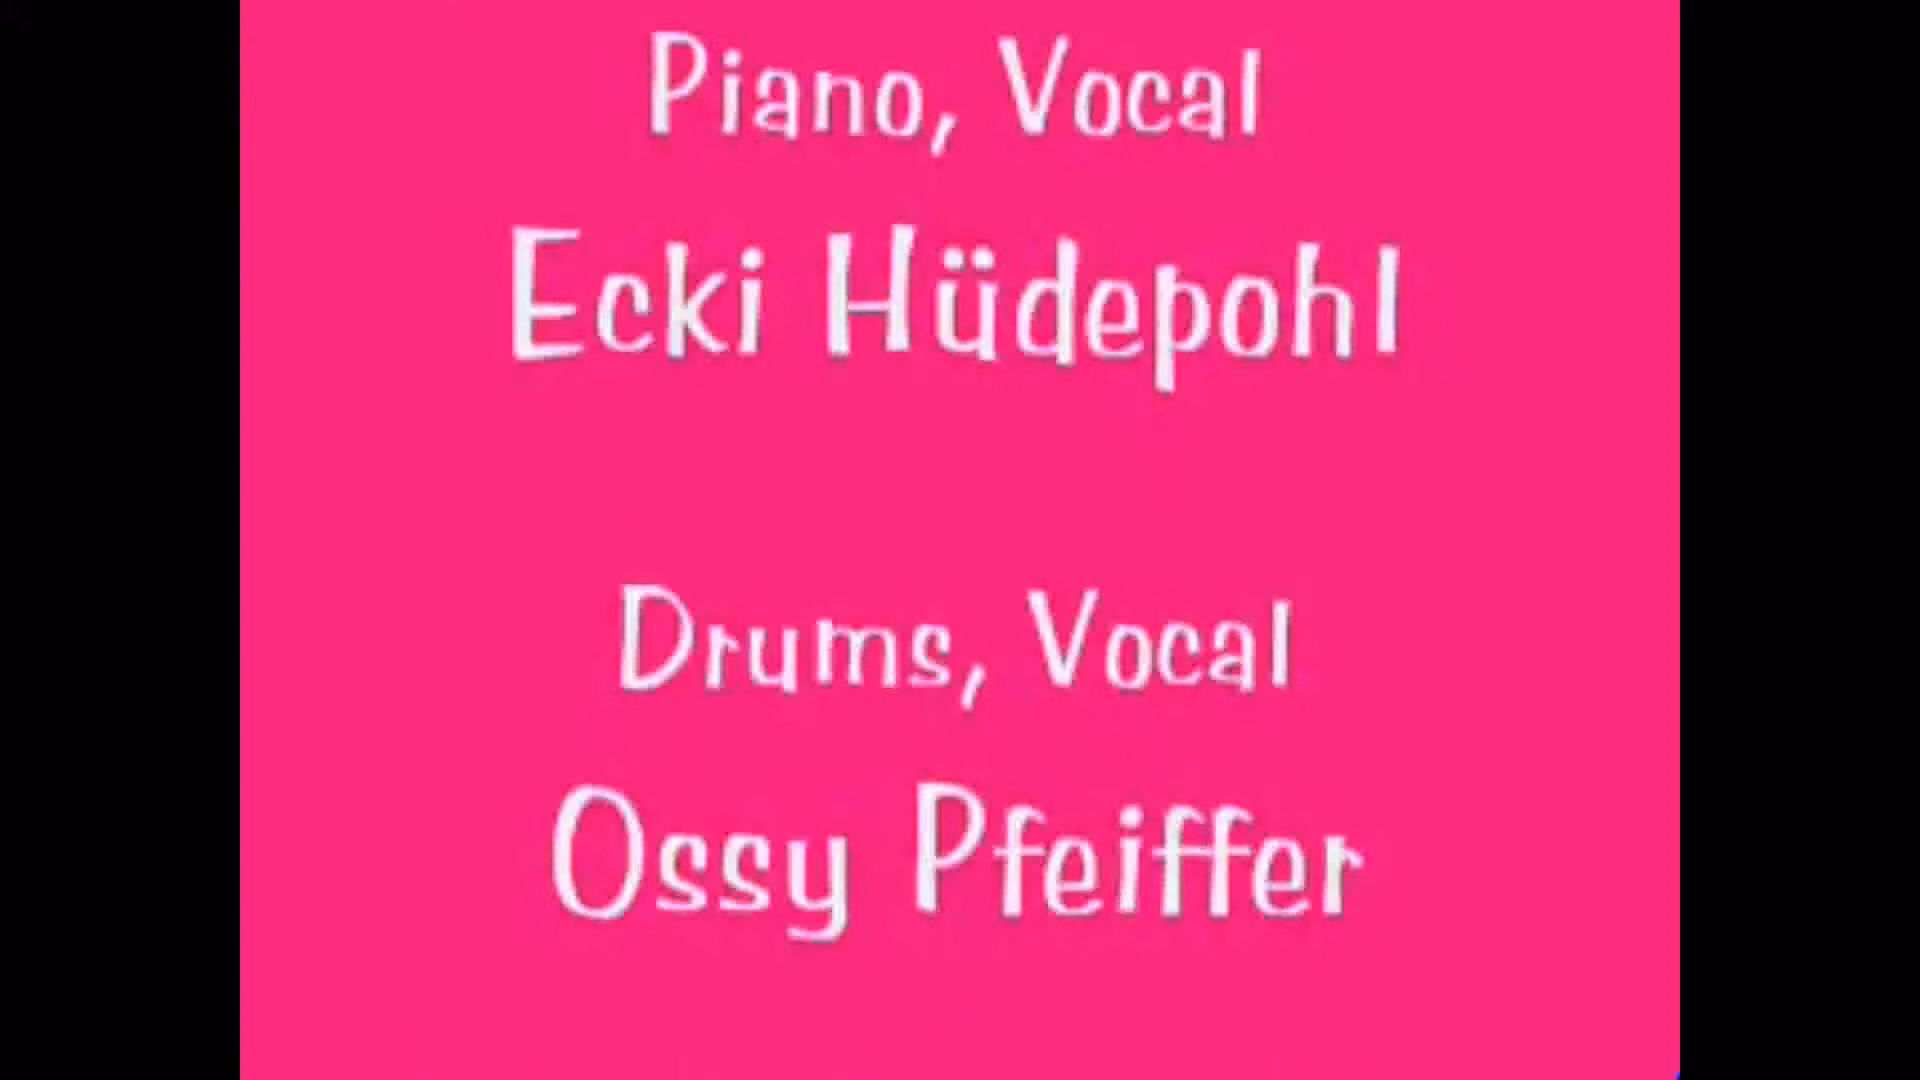 Piano, Vocal
Ecki Hüdepohl
Drums, Vocal
Ossy Pfeiffer